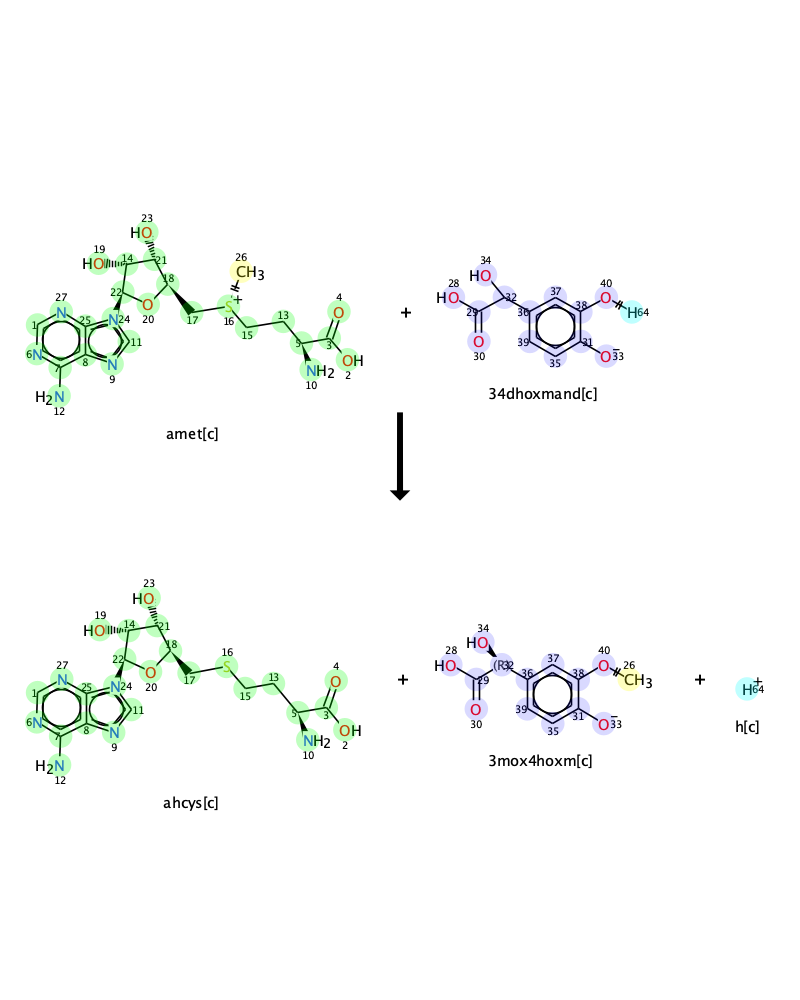 23
HO
19
HO
14
21
26
CH3
18
22
27
N
25
N
24
O
20
17
S+
16
13
15
4
O
5
3
OH
2
1
6
N
7
8
N
9
11
NH2
10
H2N
12
amet[c]
+
34
HO
28
HO
32
29
O
30
36
37
38
40
O
H
64
39
35
31
O−
33
34dhoxmand[c]
23
HO
19
HO
14
21
18
22
27
N
25
N
24
O
20
17
S
16
13
15
4
O
5
3
OH
2
1
6
N
7
8
N
9
11
NH2
10
H2N
12
ahcys[c]
+
34
HO
28
HO
(R)
32
29
O
30
36
37
38
40
O
26
CH3
39
35
31
O−
33
3mox4hoxm[c]
+
H+
64
h[c]